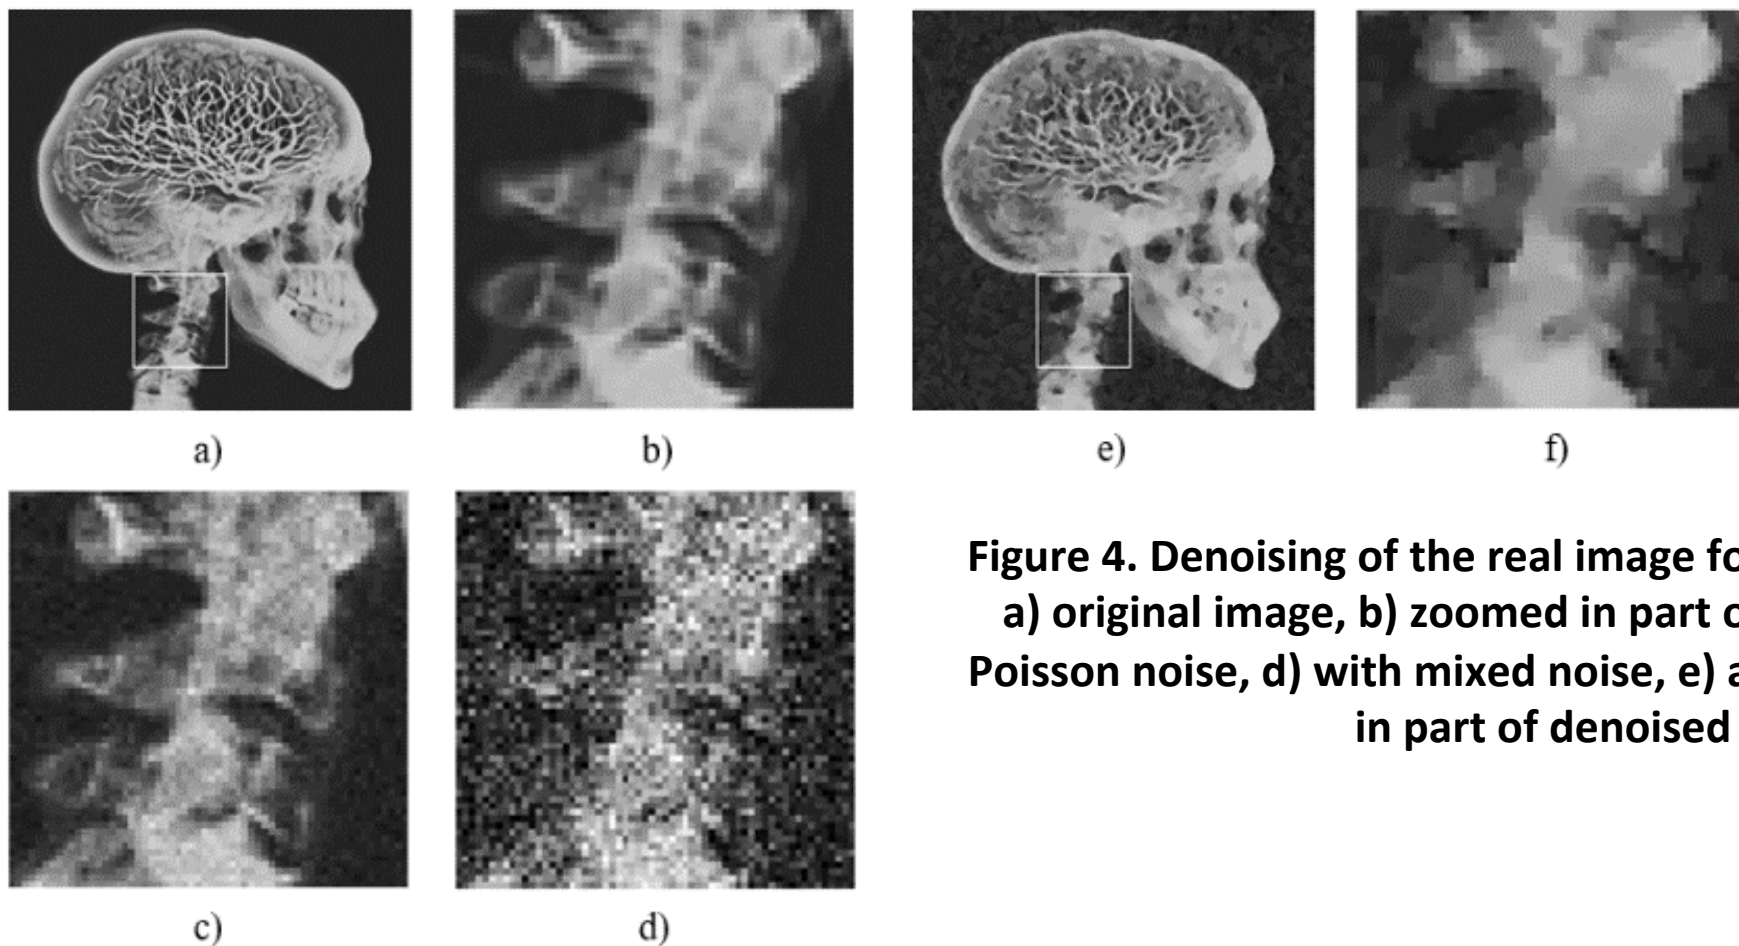 a)
b)
e)
f)
c)
d)
Figure 4. Denoising of the real image fo
a) original image, b) zoomed in part o
Poisson noise, d) with mixed noise, e) a
in part of denoised